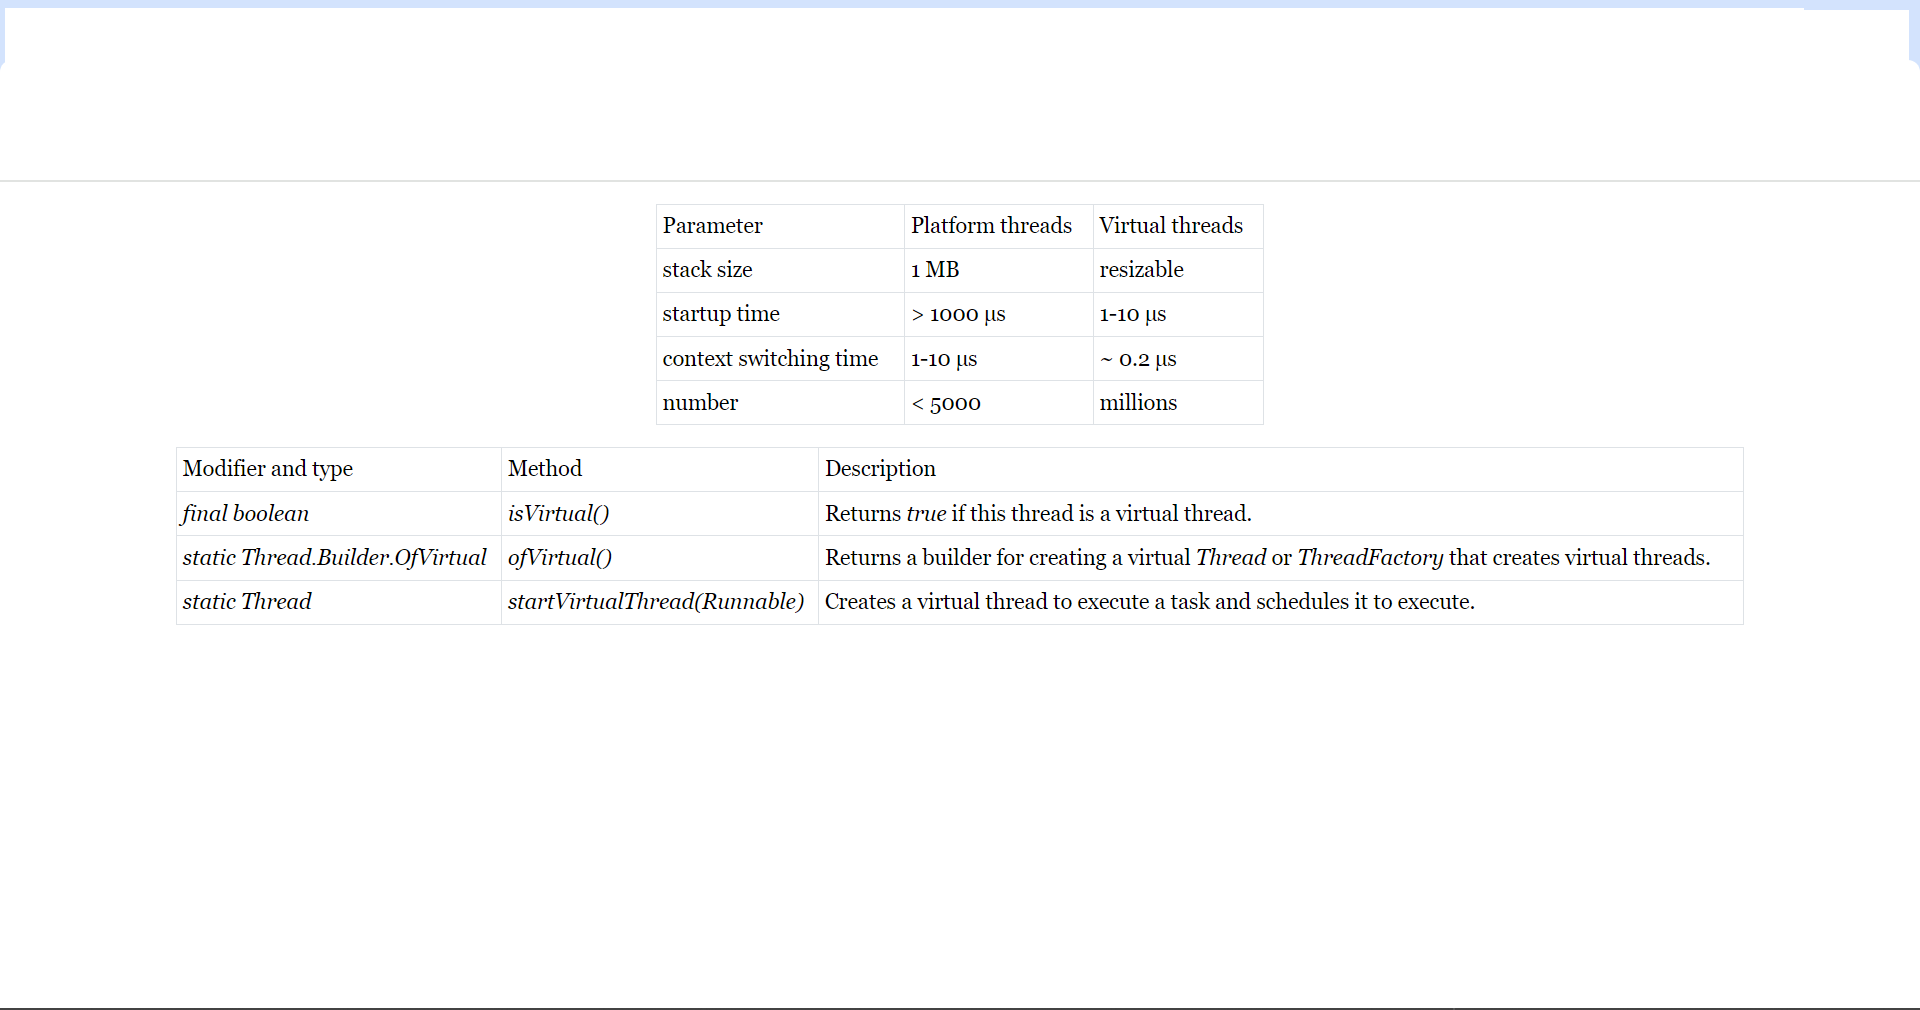 Parameter Platform threads Virtual threads
stack size 1 MB resizable
startup time > 1000 µs 1-10 µs
context switching time 1-10 µs ~ 0.2 µs
number < 5000 millions
Modifier and type Method Description
final boolean isVirtual() Returns true if this thread is a virtual thread.
static Thread.Builder.OfVirtual ofVirtual() Returns a builder for creating a virtual Thread or ThreadFactory that creates virtual threads.
static Thread startVirtualThread(Runnable) Creates a virtual thread to execute a task and schedules it to execute.